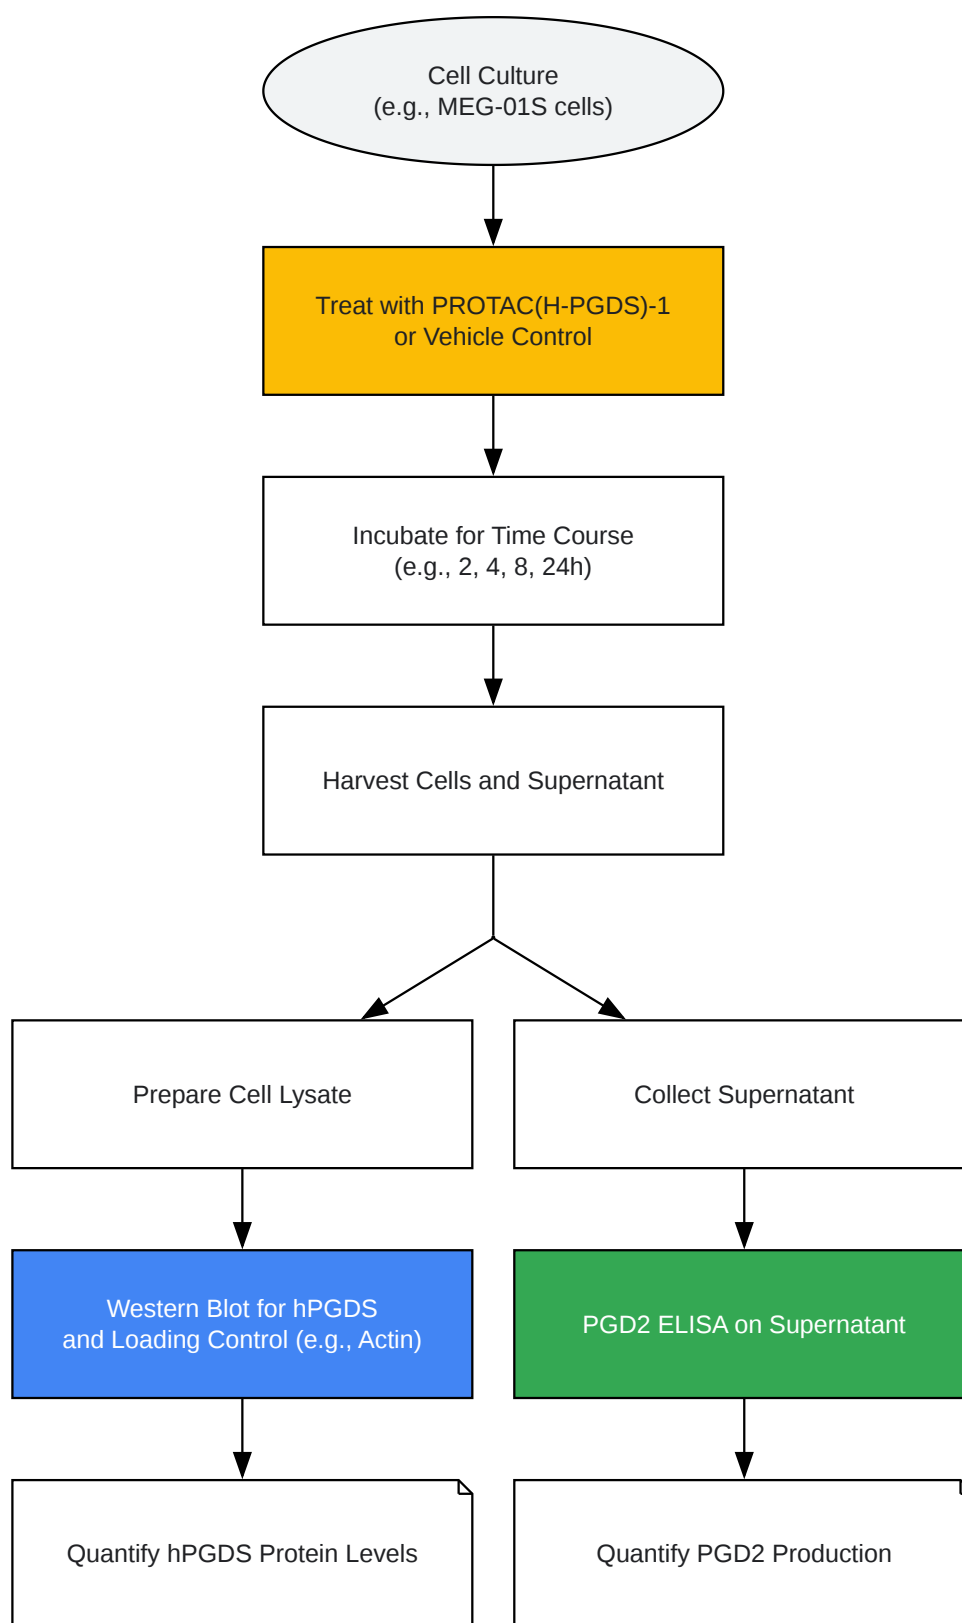 Cell Culture
(e.g., MEG-01S cells)
Treat with PROTAC(H-PGDS)-1
or Vehicle Control
Incubate for Time Course
(e.g., 2, 4, 8, 24h)
Harvest Cells and Supernatant
Prepare Cell Lysate
Collect Supernatant
Western Blot for hPGDS
and Loading Control (e.g., Actin)
PGD2 ELISA on Supernatant
Quantify hPGDS Protein Levels
Quantify PGD2 Production